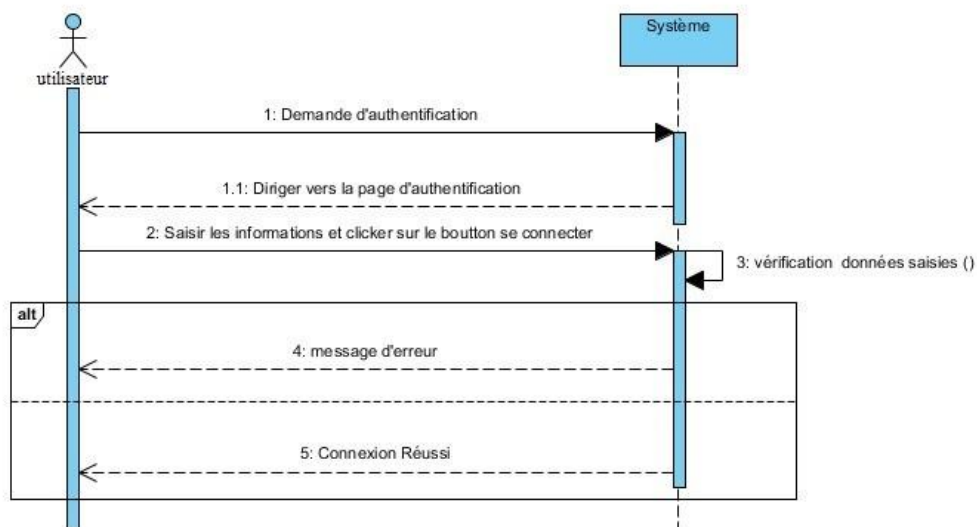 Système
utilisateur
1: Demande d'authentification
1.1: Diriger vers la page d'authentification
2: Saisir les informations et clicker sur le boutton se connecter
3: vérification données saisies ()
alt
4: message d'erreur
5: Connexion Réussi